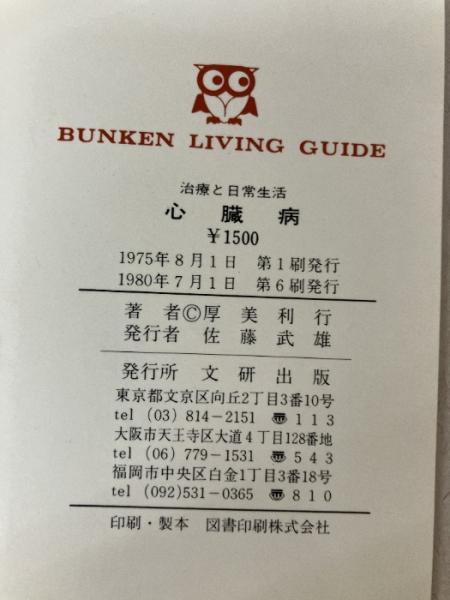 BUNKEN LIVING GUIDE
治療と日常生活
心臓病
¥1500
1975年8月1日 第1刷発行
1980年7月1日 第6刷発行
著者©厚美利行
発行者 佐藤武雄
発行所 文研出版
東京都文京区向丘2丁目3番10号
tel (03) 814-2151 〠113
大阪市天王寺区大道4丁目128番地
tel (06) 779-1531 〠543
福岡市中央区白金1丁目3番18号
tel (092)531-0365 〠810
印刷・製本 図書印刷株式会社